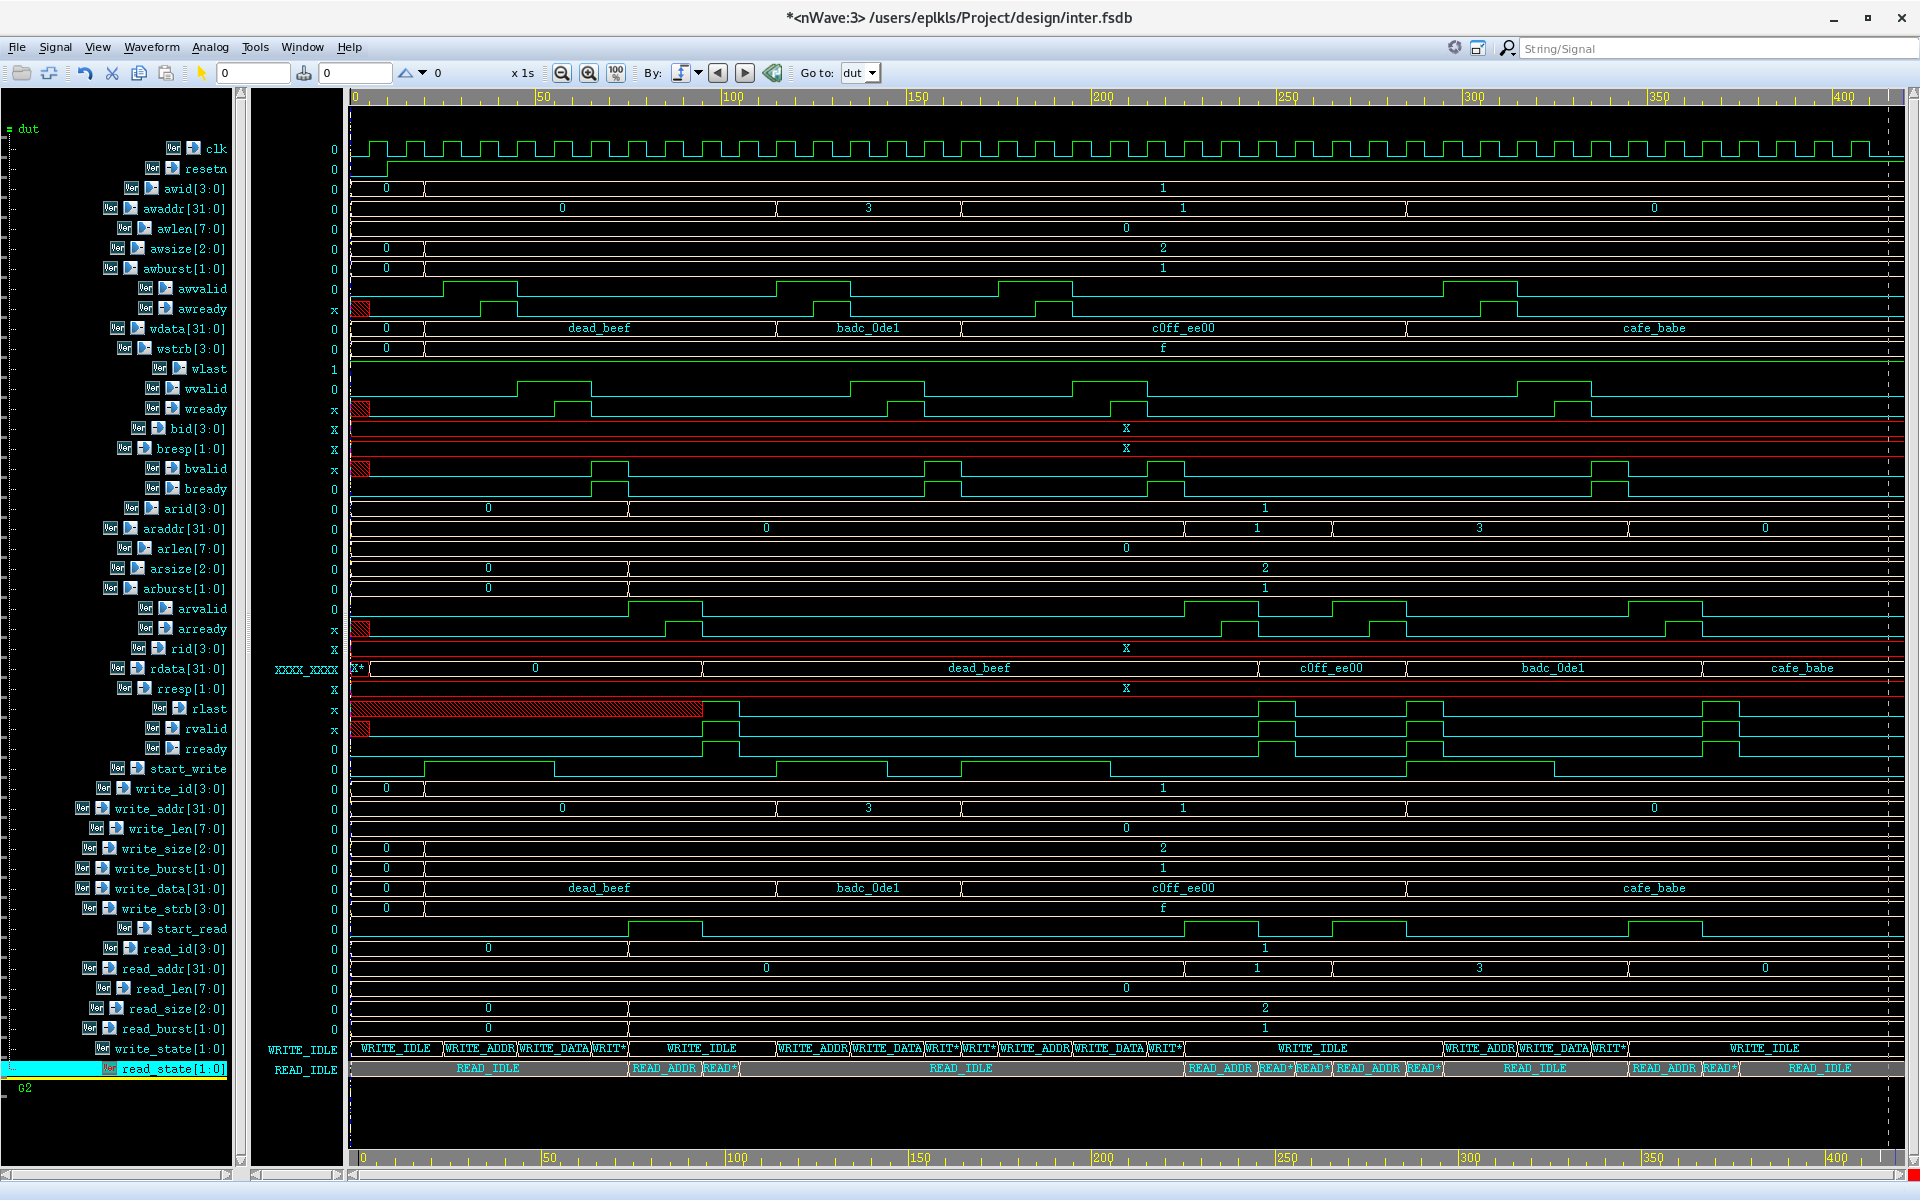 *<nWave:3> /users/eplkls/Project/design/inter.fsdb
File Signal View Waveform Analog Tools Window Help String/Signal
0 0 0 x 1s 100% By: Go to: dut
0 50 100 150 200 250 300 350 400
dut
clk 0
resetn 0
awid[3:0] 0 0 1
awaddr[31:0] 0 0 3 1 0
awlen[7:0] 0 0
awsize[2:0] 0 0 2
awburst[1:0] 0 0 1
awvalid 0
awready x
wdata[31:0] 0 0 dead_beef badc_0de1 c0ff_ee00 cafe_babe
wstrb[3:0] 0 0 f
wlast 1
wvalid 0
wready x
bid[3:0] X X
bresp[1:0] X X
bvalid x
bready 0
arid[3:0] 0 0 1
araddr[31:0] 0 0 1 3 0
arlen[7:0] 0 0
arsize[2:0] 0 0 2
arburst[1:0] 0 0 1
arvalid 0
arready x
rid[3:0] X X
rdata[31:0] XXXX_XXXX X* 0 dead_beef c0ff_ee00 badc_0de1 cafe_babe
rresp[1:0] X X
rlast x
rvalid x
rready 0
start_write 0
write_id[3:0] 0 0 1
write_addr[31:0] 0 0 3 1 0
write_len[7:0] 0 0
write_size[2:0] 0 0 2
write_burst[1:0] 0 0 1
write_data[31:0] 0 0 dead_beef badc_0de1 c0ff_ee00 cafe_babe
write_strb[3:0] 0 0 f
start_read 0
read_id[3:0] 0 0 1
read_addr[31:0] 0 0 1 3 0
read_len[7:0] 0 0
read_size[2:0] 0 0 2
read_burst[1:0] 0 0 1
write_state[1:0] WRITE_IDLE WRITE_IDLE WRITE_ADDR WRITE_DATA WRIT* WRITE_IDLE WRITE_ADDR WRITE_DATA WRIT* WRIT* WRITE_ADDR WRITE_DATA WRIT* WRITE_IDLE WRITE_ADDR WRITE_DATA WRIT* WRITE_IDLE
read_state[1:0] READ_IDLE READ_IDLE READ_ADDR READ* READ_IDLE READ_ADDR READ* READ* READ_ADDR READ* READ_IDLE READ_ADDR READ* READ_IDLE
G2
0 50 100 150 200 250 300 350 400